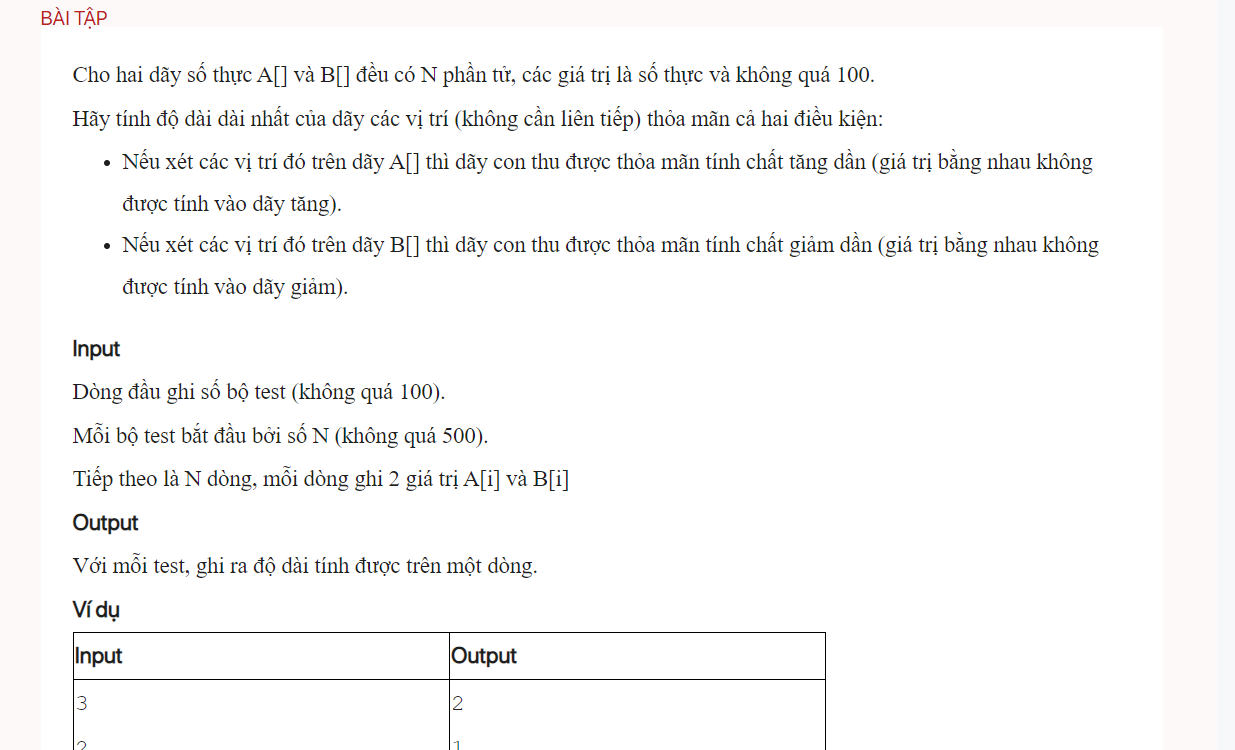 BÀI TẬP
Cho hai dãy số thực A[] và B[] đều có N phần tử, các giá trị là số thực và không quá 100.
Hãy tính độ dài dài nhất của dãy các vị trí (không cần liên tiếp) thỏa mãn cả hai điều kiện:
• Nếu xét các vị trí đó trên dãy A[] thì dãy con thu được thỏa mãn tính chất tăng dần (giá trị bằng nhau không
được tính vào dãy tăng).
• Nếu xét các vị trí đó trên dãy B[] thì dãy con thu được thỏa mãn tính chất giảm dần (giá trị bằng nhau không
được tính vào dãy giảm).
Input
Dòng đầu ghi số bộ test (không quá 100).
Mỗi bộ test bắt đầu bởi số N (không quá 500).
Tiếp theo là N dòng, mỗi dòng ghi 2 giá trị A[i] và B[i]
Output
Với mỗi test, ghi ra độ dài tính được trên một dòng.
Ví dụ
Input Output
3 2
2 1